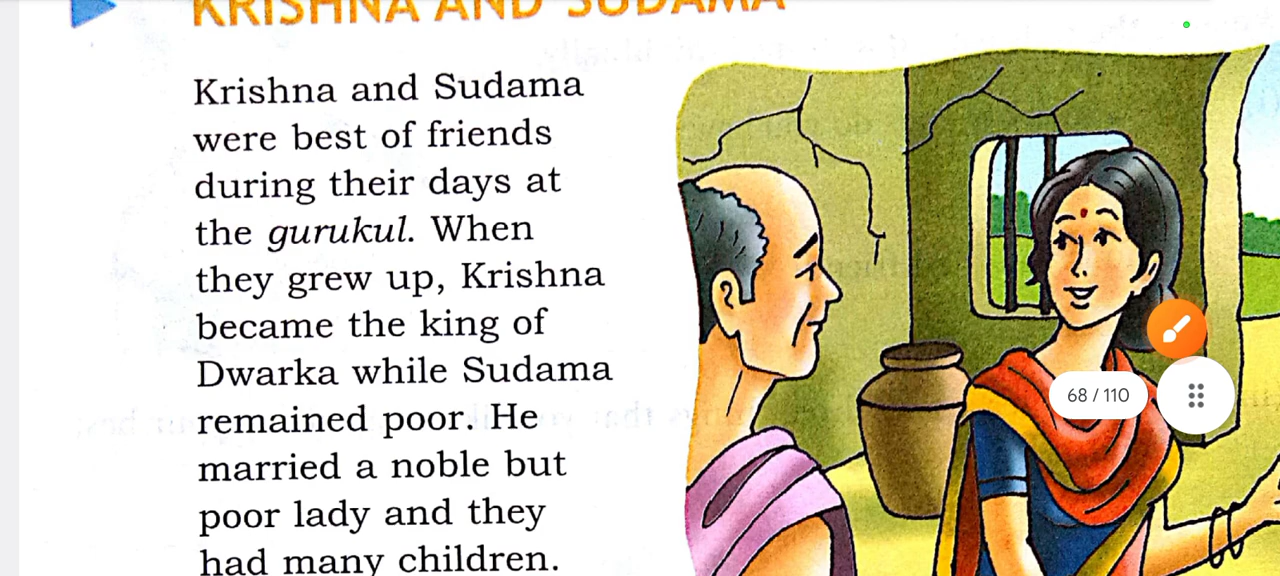 KRISHNA AND SUDAMA
Krishna and Sudama
were best of friends
during their days at
the gurukul. When
they grew up, Krishna
became the king of
Dwarka while Sudama
remained poor. He
married a noble but
poor lady and they
had many children.
68 / 110